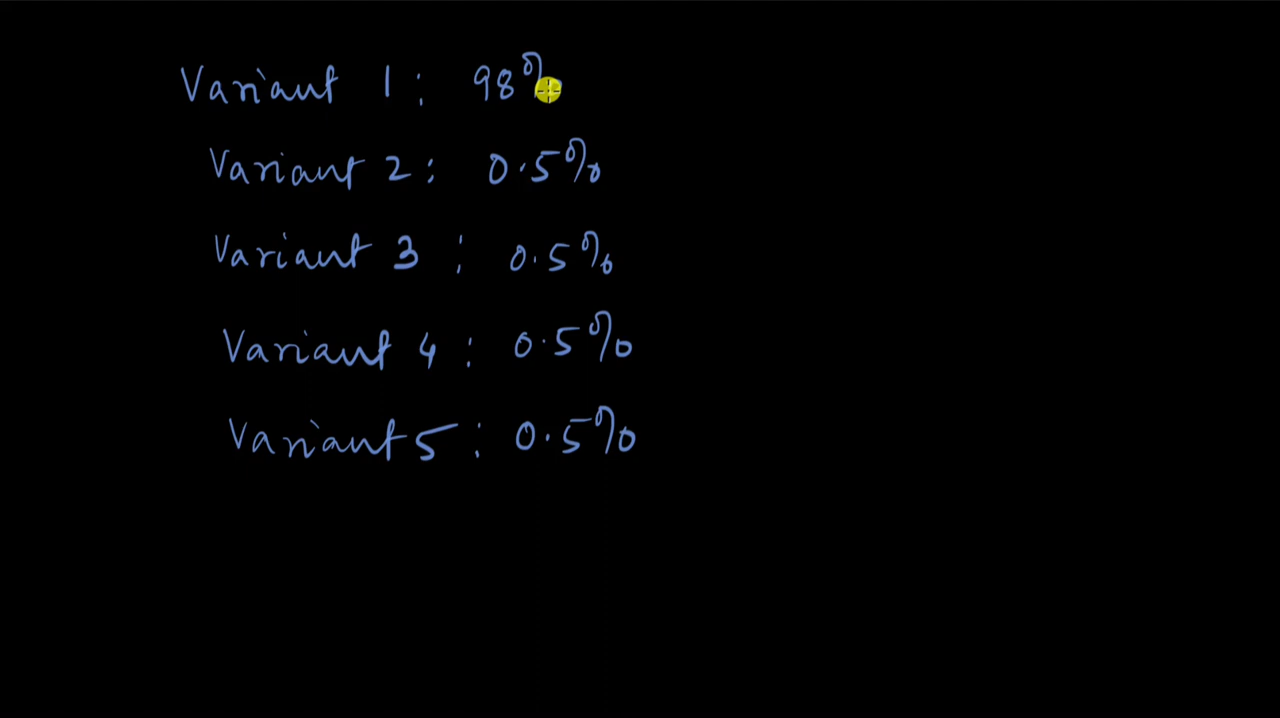 Variant 1: 98%
Variant 2: 0.5%
Variant 3: 0.5%
Variant 4: 0.5%
Variant 5: 0.5%